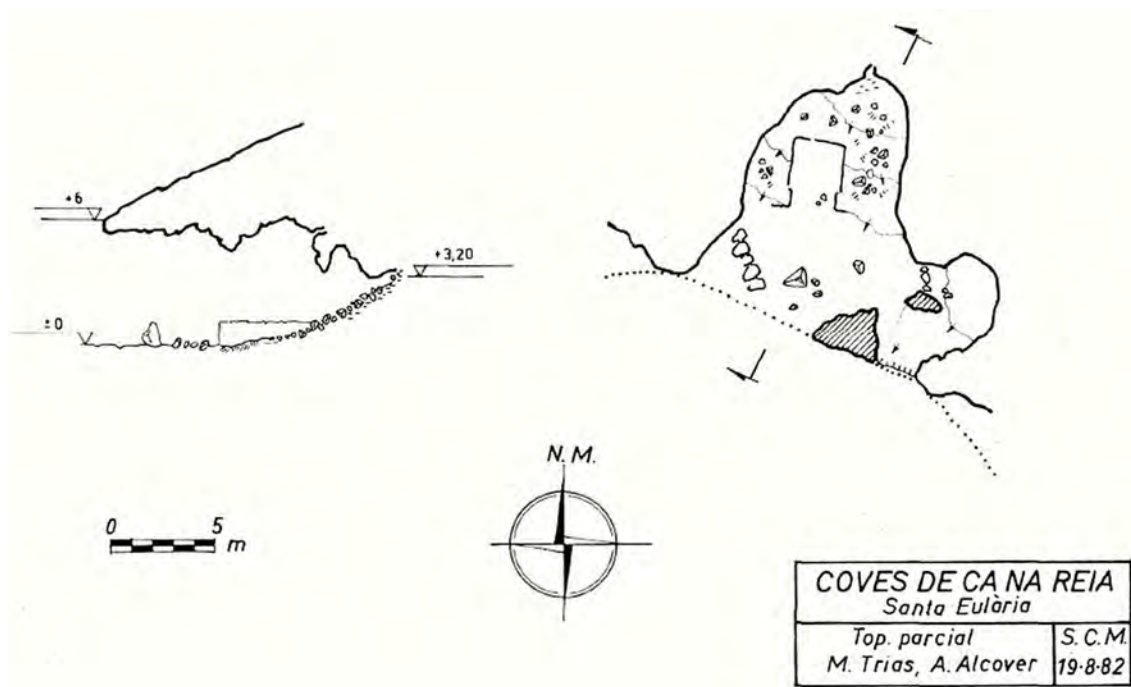 +6
+3,20
±0
N. M.
0 5
m
COVES DE CA NA REIA
Santa Eulària
Top. parcial
M. Trias, A. Alcover
S. C. M.
19·8·82